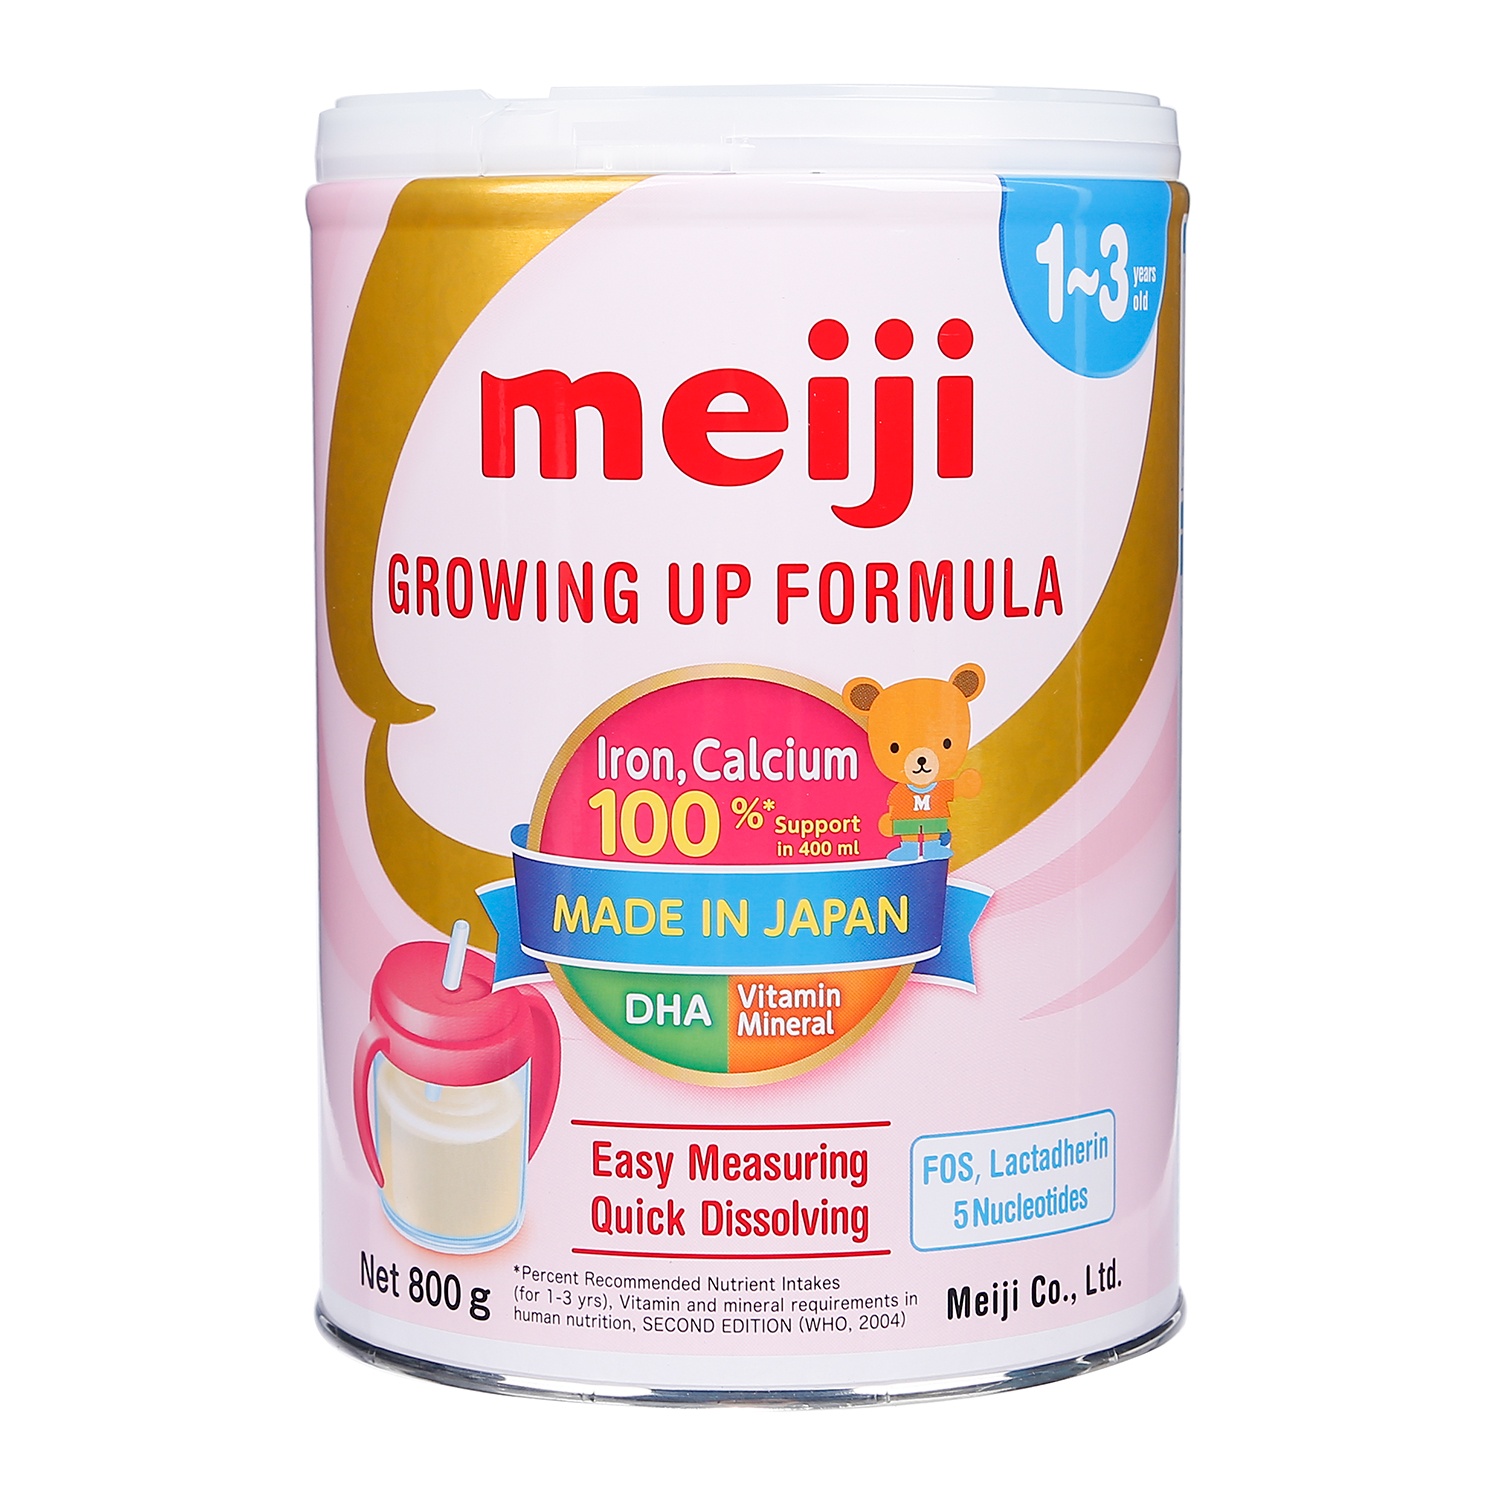 1~3 years old
meiji
GROWING UP FORMULA
Iron, Calcium
100%* Support
in 400 ml
M
MADE IN JAPAN
DHA
Vitamin
Mineral
Easy Measuring
Quick Dissolving
FOS, Lactadherin
5 Nucleotides
Net 800 g
*Percent Recommended Nutrient Intakes
(for 1-3 yrs), Vitamin and mineral requirements in
human nutrition, SECOND EDITION (WHO, 2004)
Meiji Co., Ltd.